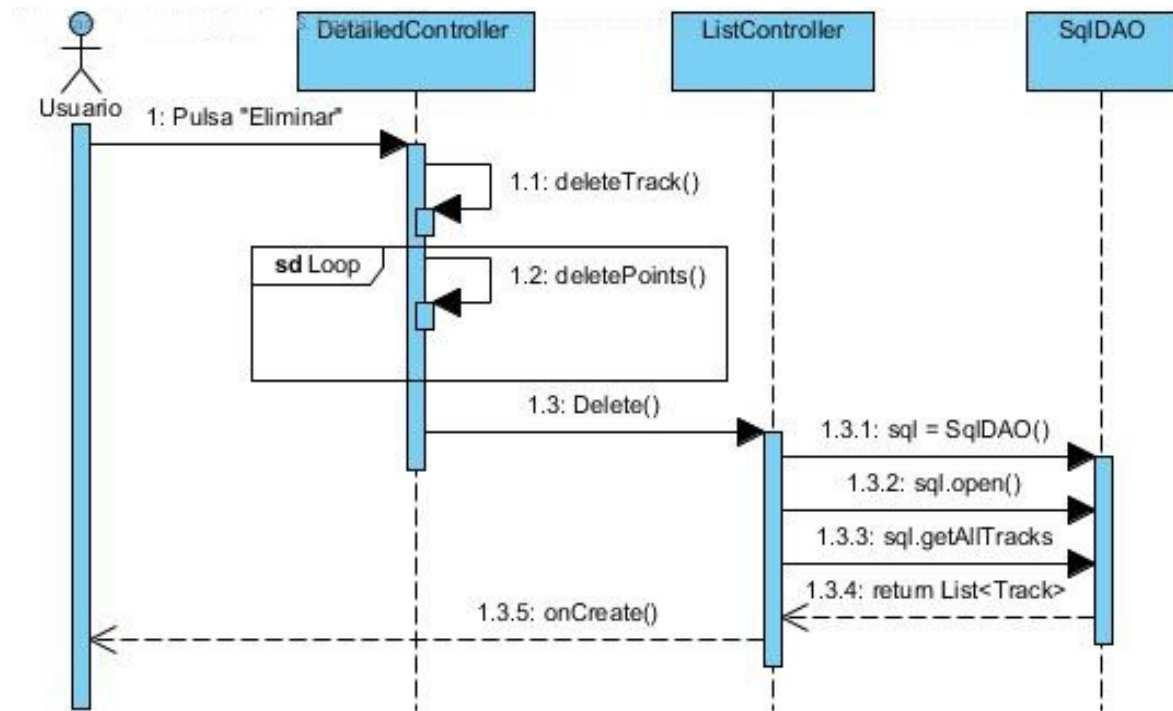 DetailedController
ListController
SqlDAO
Usuario
1: Pulsa "Eliminar"
1.1: deleteTrack()
sd Loop
1.2: deletePoints()
1.3: Delete()
1.3.1: sql = SqlDAO()
1.3.2: sql.open()
1.3.3: sql.getAllTracks
1.3.4: return List<Track>
1.3.5: onCreate()